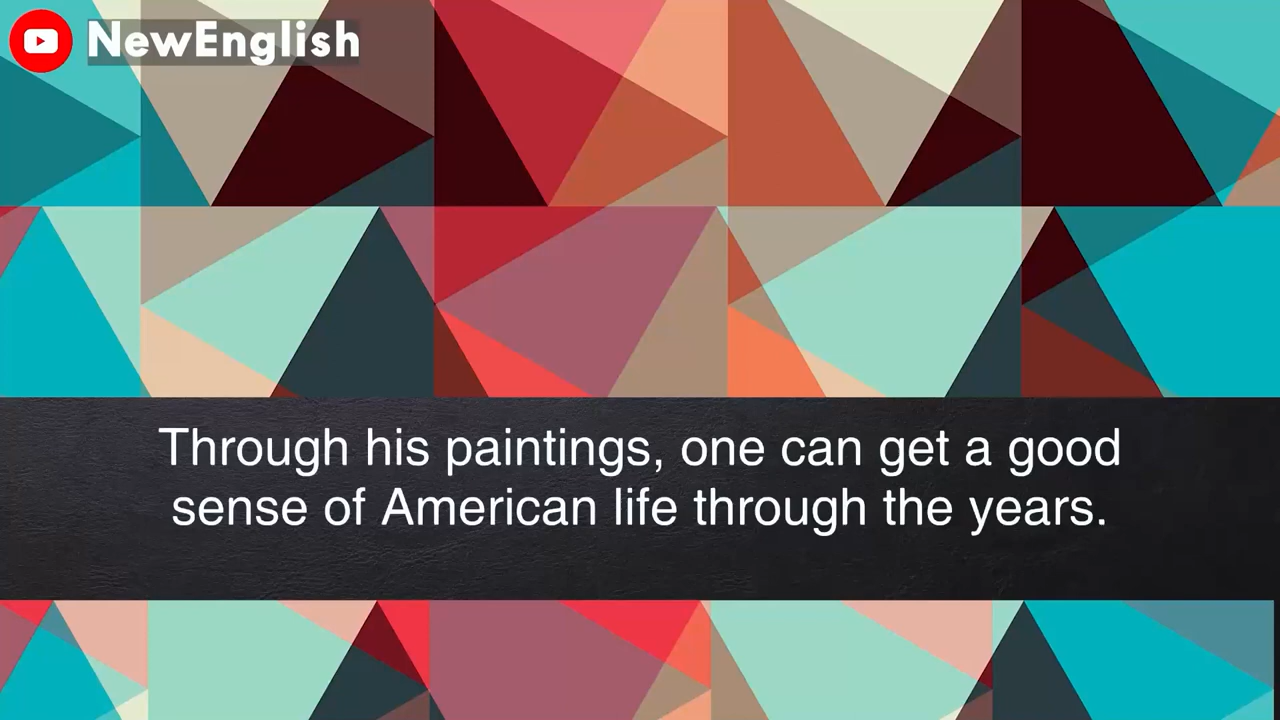 NewEnglish
Through his paintings, one can get a good
sense of American life through the years.